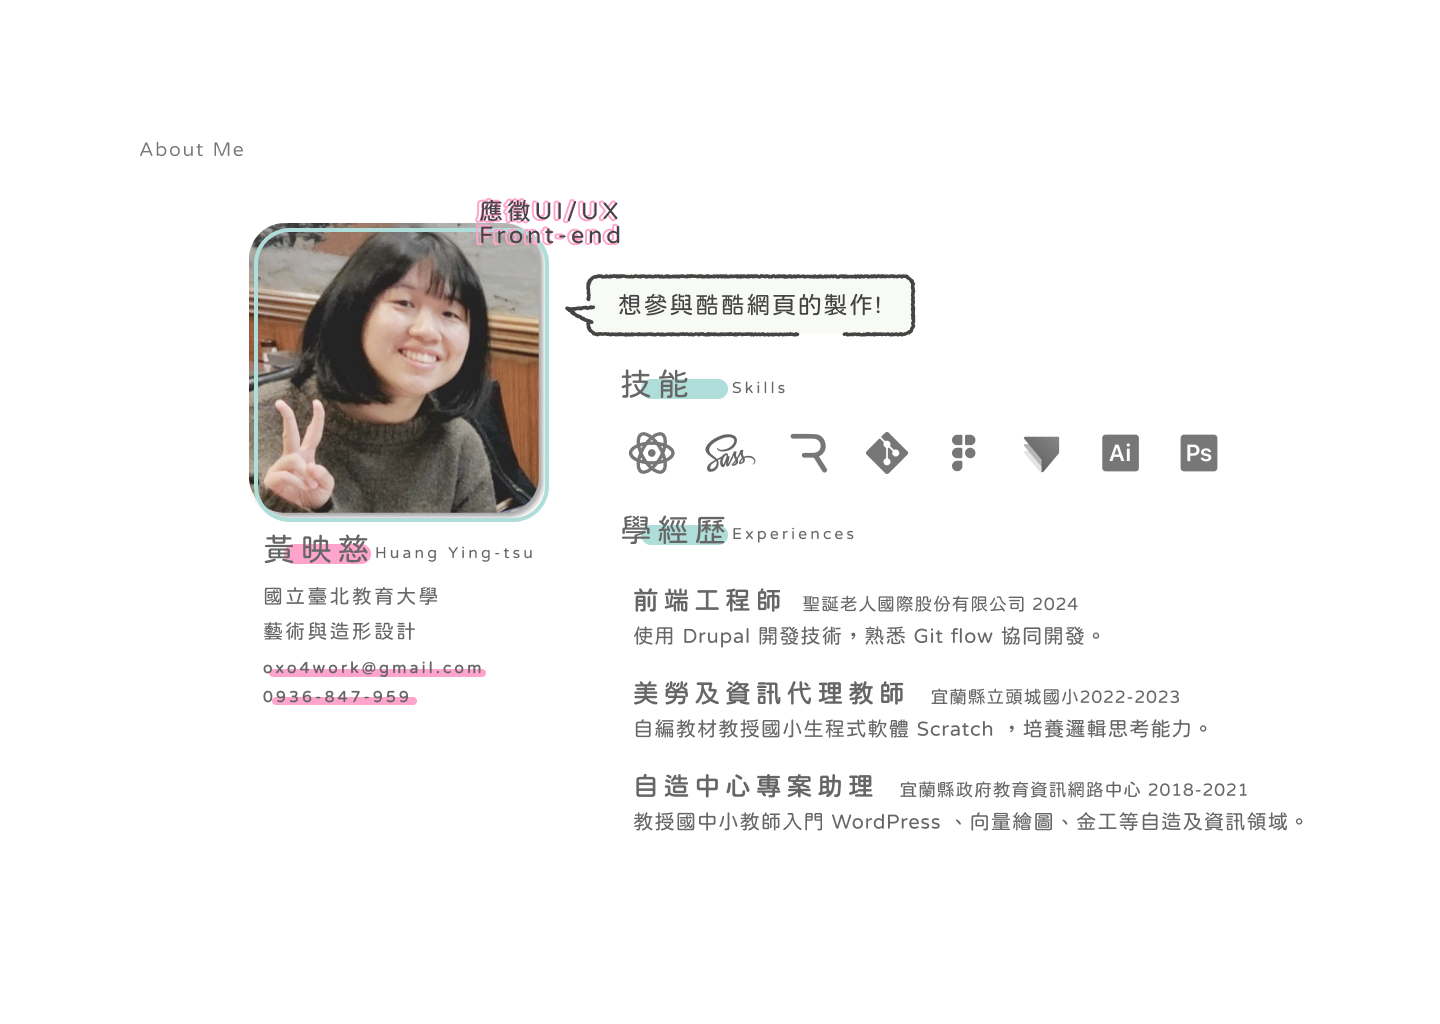 About Me
應徵UI/UX
Front-end
想參與酷酷網頁的製作!
技能 Skills
Sass
Ai
Ps
黃映慈 Huang Ying-tsu
國立臺北教育大學
藝術與造形設計
oxo4work@gmail.com
0936-847-959
學經歷 Experiences
前端工程師 聖誕老人國際股份有限公司 2024
使用 Drupal 開發技術，熟悉 Git flow 協同開發。
美勞及資訊代理教師 宜蘭縣立頭城國小2022-2023
自編教材教授國小生程式軟體 Scratch ，培養邏輯思考能力。
自造中心專案助理 宜蘭縣政府教育資訊網路中心 2018-2021
教授國中小教師入門 WordPress 、向量繪圖、金工等自造及資訊領域。